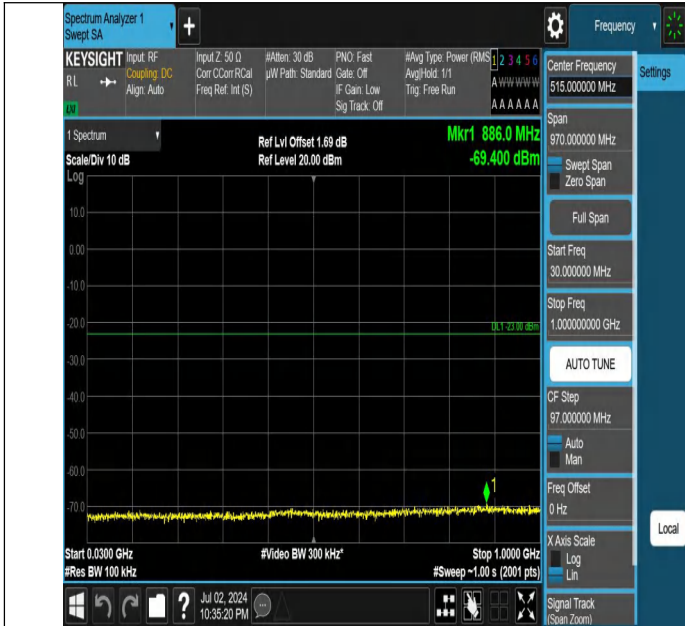 Spectrum Analyzer 1
Swept SA
+
Frequency
KEYSIGHT
RL
LXI
Input: RF
Coupling: DC
Align: Auto
Input Z: 50 Ω
Corr CCorr RCal
Freq Ref: Int (S)
#Atten: 30 dB
µW Path: Standard
PNO: Fast
Gate: Off
IF Gain: Low
Sig Track: Off
#Avg Type: Power (RMS
Avg|Hold: 1/1
Trig: Free Run
1 2 3 4 5 6
A W W W W W
A A A A A A
1 Spectrum
Scale/Div 10 dB
Log
Ref Lvl Offset 1.69 dB
Ref Level 20.00 dBm
Mkr1 886.0 MHz
-69.400 dBm
10.0
0.00
-10.0
-20.0
-30.0
-40.0
-50.0
-60.0
-70.0
DL1 -23.00 dBm
1
Start 0.0300 GHz
#Res BW 100 kHz
#Video BW 300 kHz*
Stop 1.0000 GHz
#Sweep ~1.00 s (2001 pts)
Jul 02, 2024
10:35:20 PM
Center Frequency
515.000000 MHz
Settings
Span
970.000000 MHz
Swept Span
Zero Span
Full Span
Start Freq
30.000000 MHz
Stop Freq
1.000000000 GHz
AUTO TUNE
CF Step
97.000000 MHz
Auto
Man
Freq Offset
0 Hz
X Axis Scale
Log
Lin
Local
Signal Track
(Span Zoom)